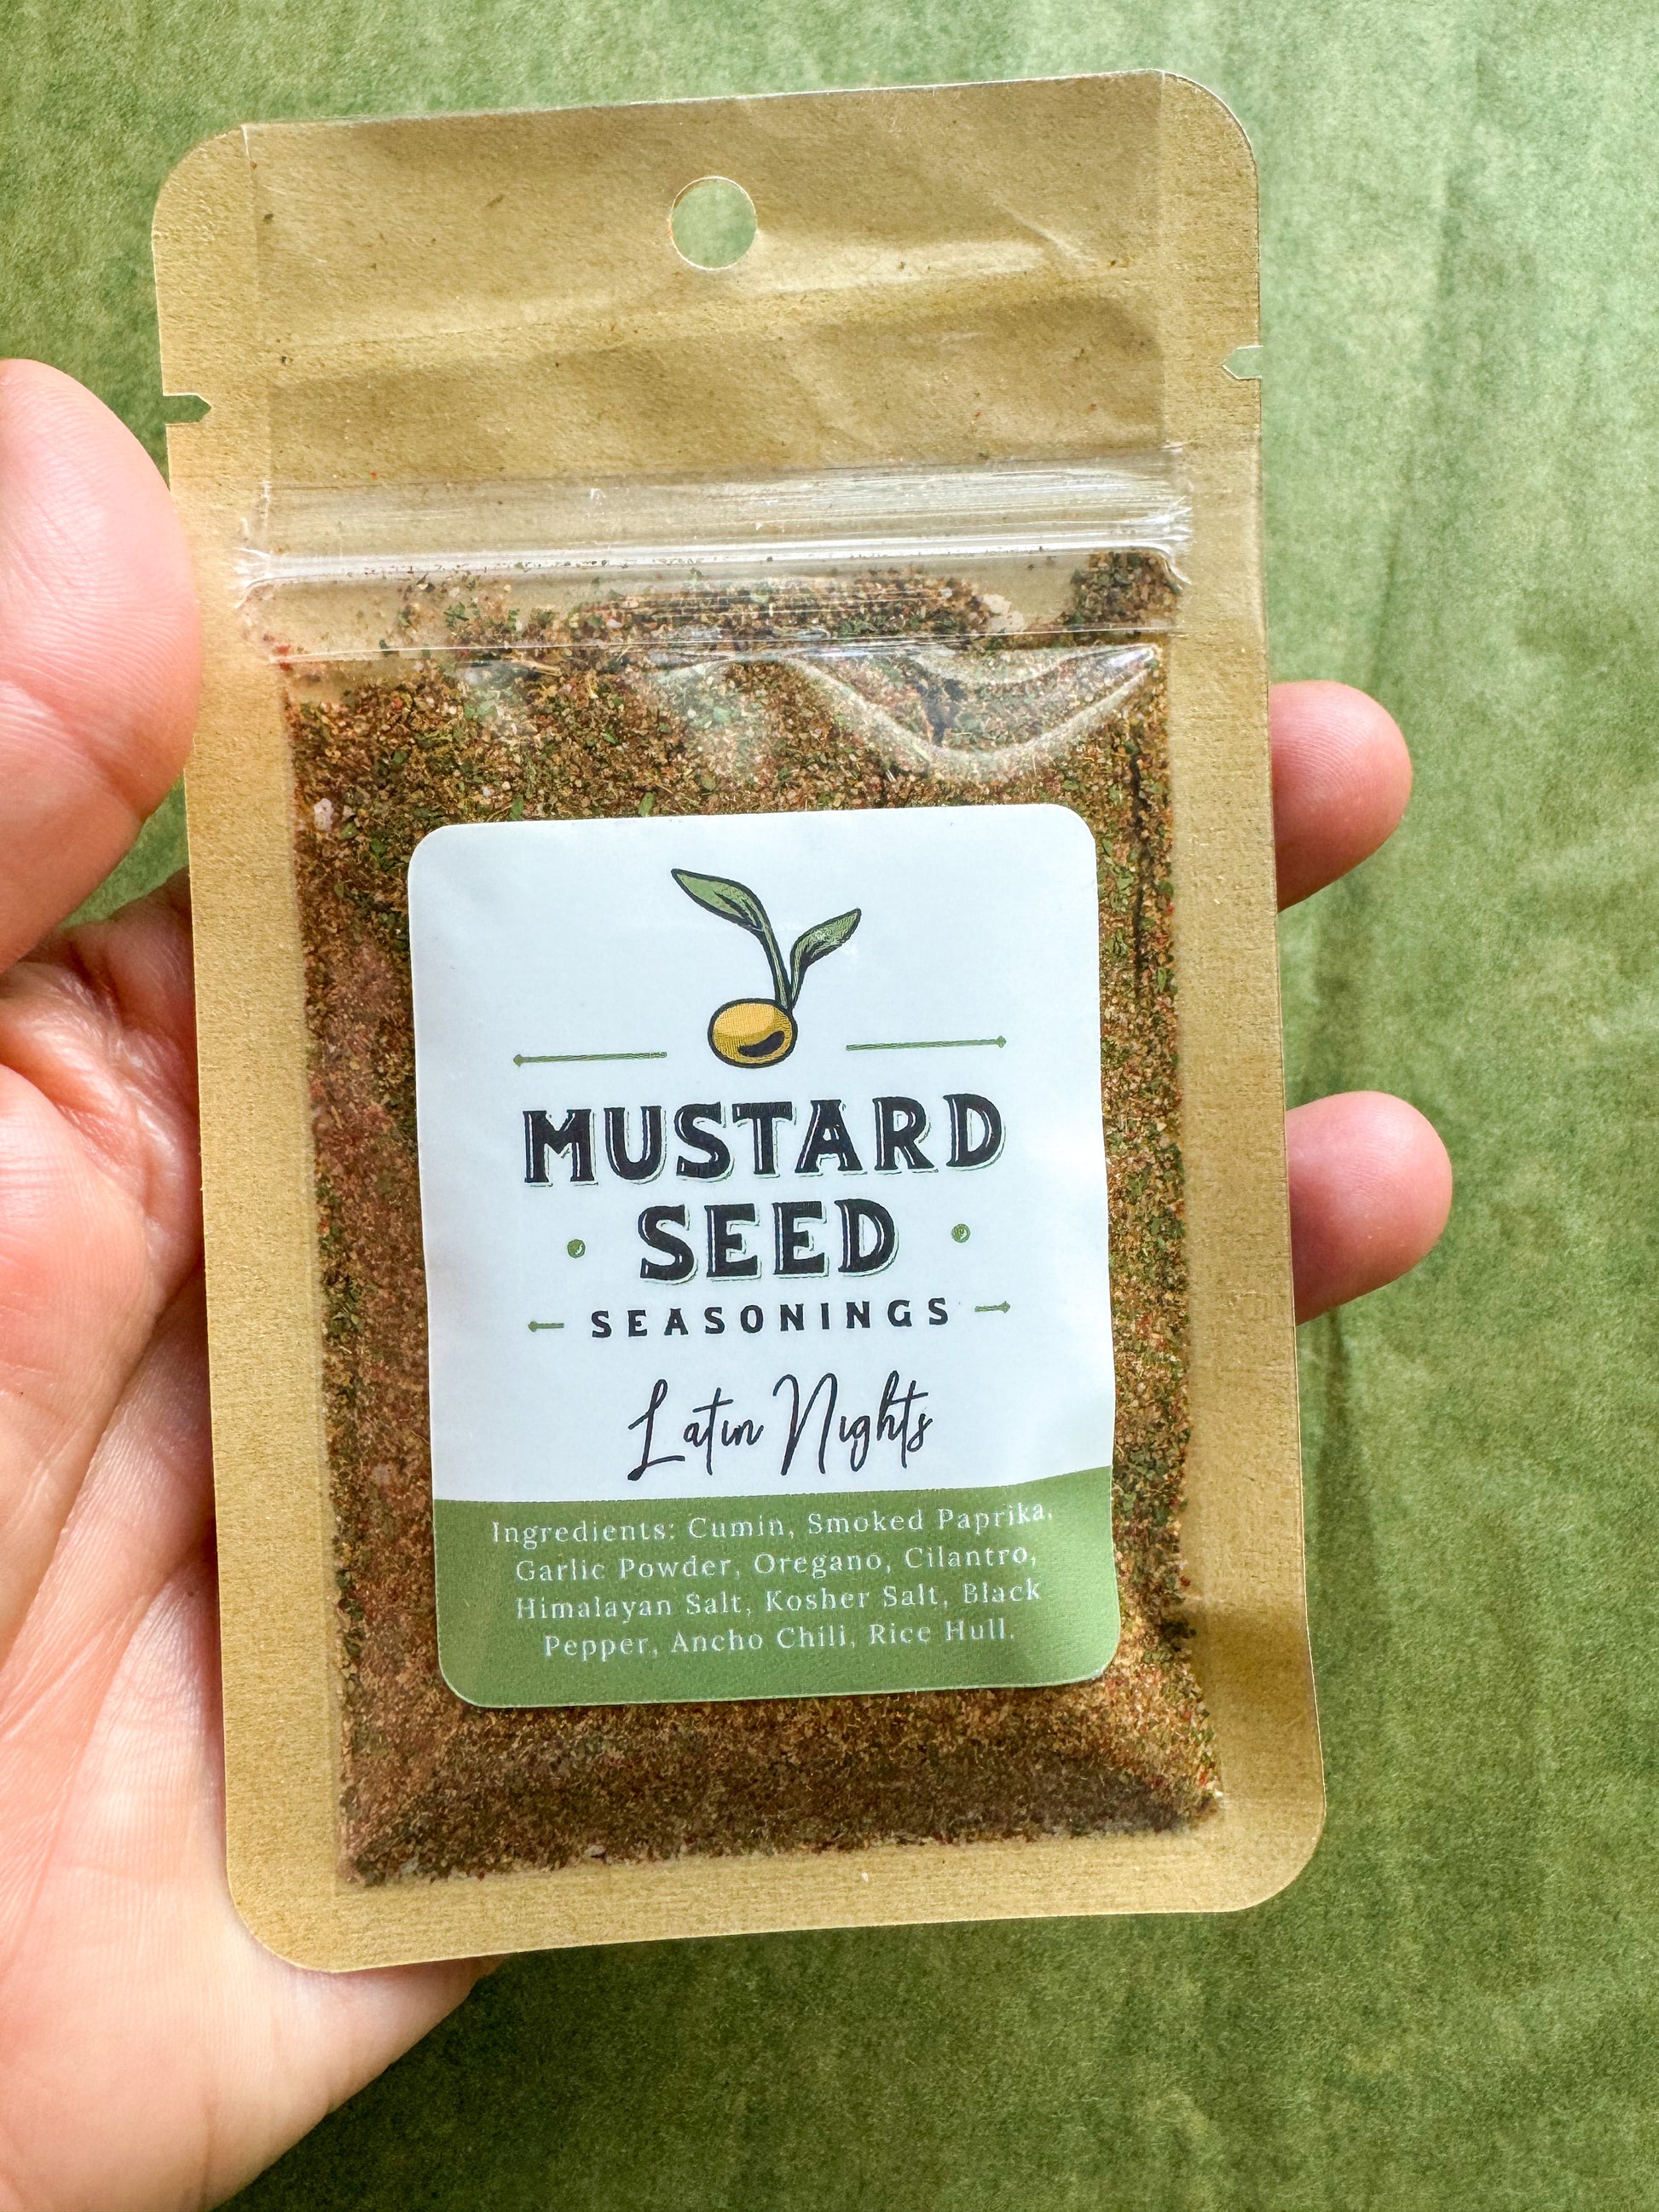 MUSTARD
SEED
SEASONINGS
Latin Nights
Ingredients: Cumin, Smoked Paprika,
Garlic Powder, Oregano, Cilantro,
Himalayan Salt, Kosher Salt, Black
Pepper, Ancho Chili, Rice Hull.